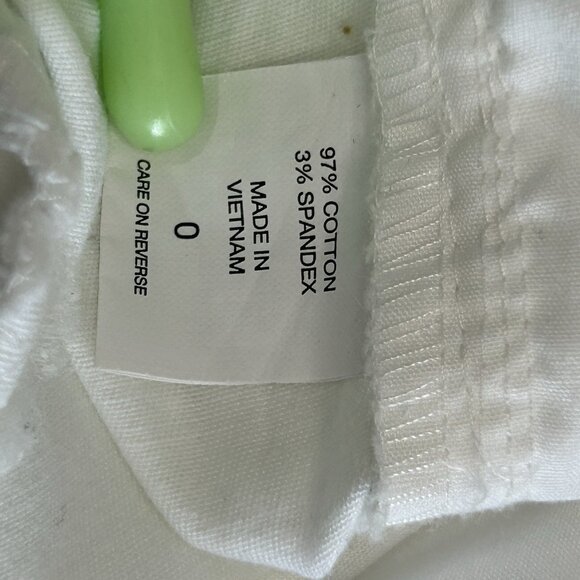 97% COTTON
3% SPANDEX
MADE IN
VIETNAM
0
CARE ON REVERSE